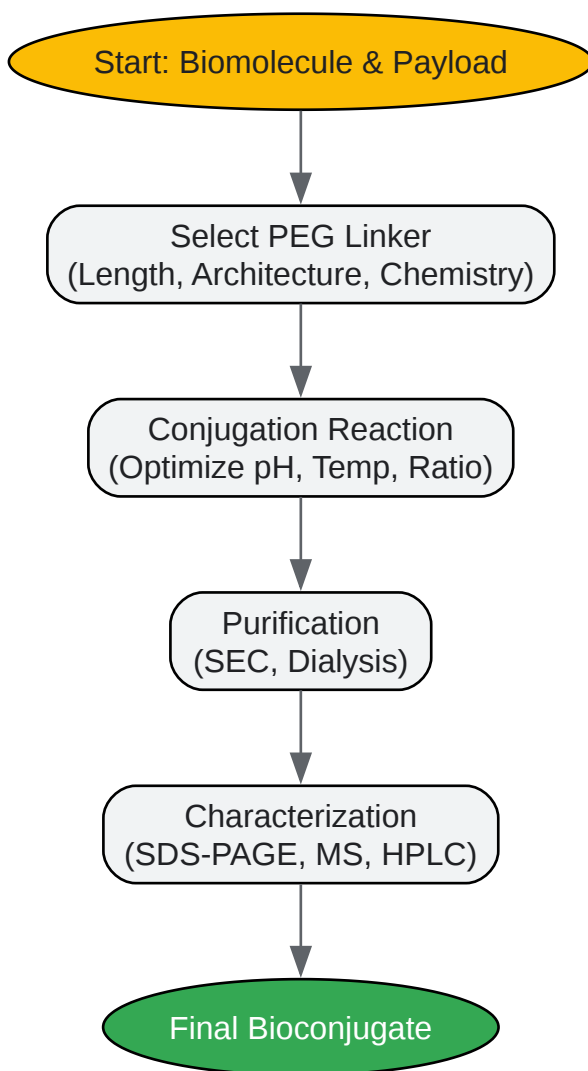 Start: Biomolecule & Payload
Select PEG Linker
(Length, Architecture, Chemistry)
Conjugation Reaction
(Optimize pH, Temp, Ratio)
Purification
(SEC, Dialysis)
Characterization
(SDS-PAGE, MS, HPLC)
Final Bioconjugate